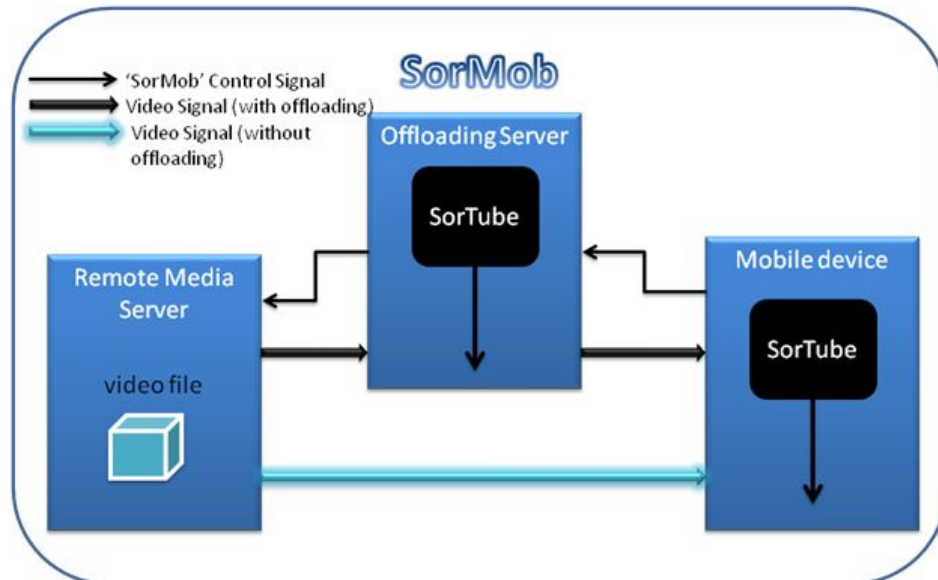 SorMob
'SorMob' Control Signal
Video Signal (with offloading)
Video Signal (without
offloading)
Offloading Server
SorTube
Remote Media
Server
video file
Mobile device
SorTube